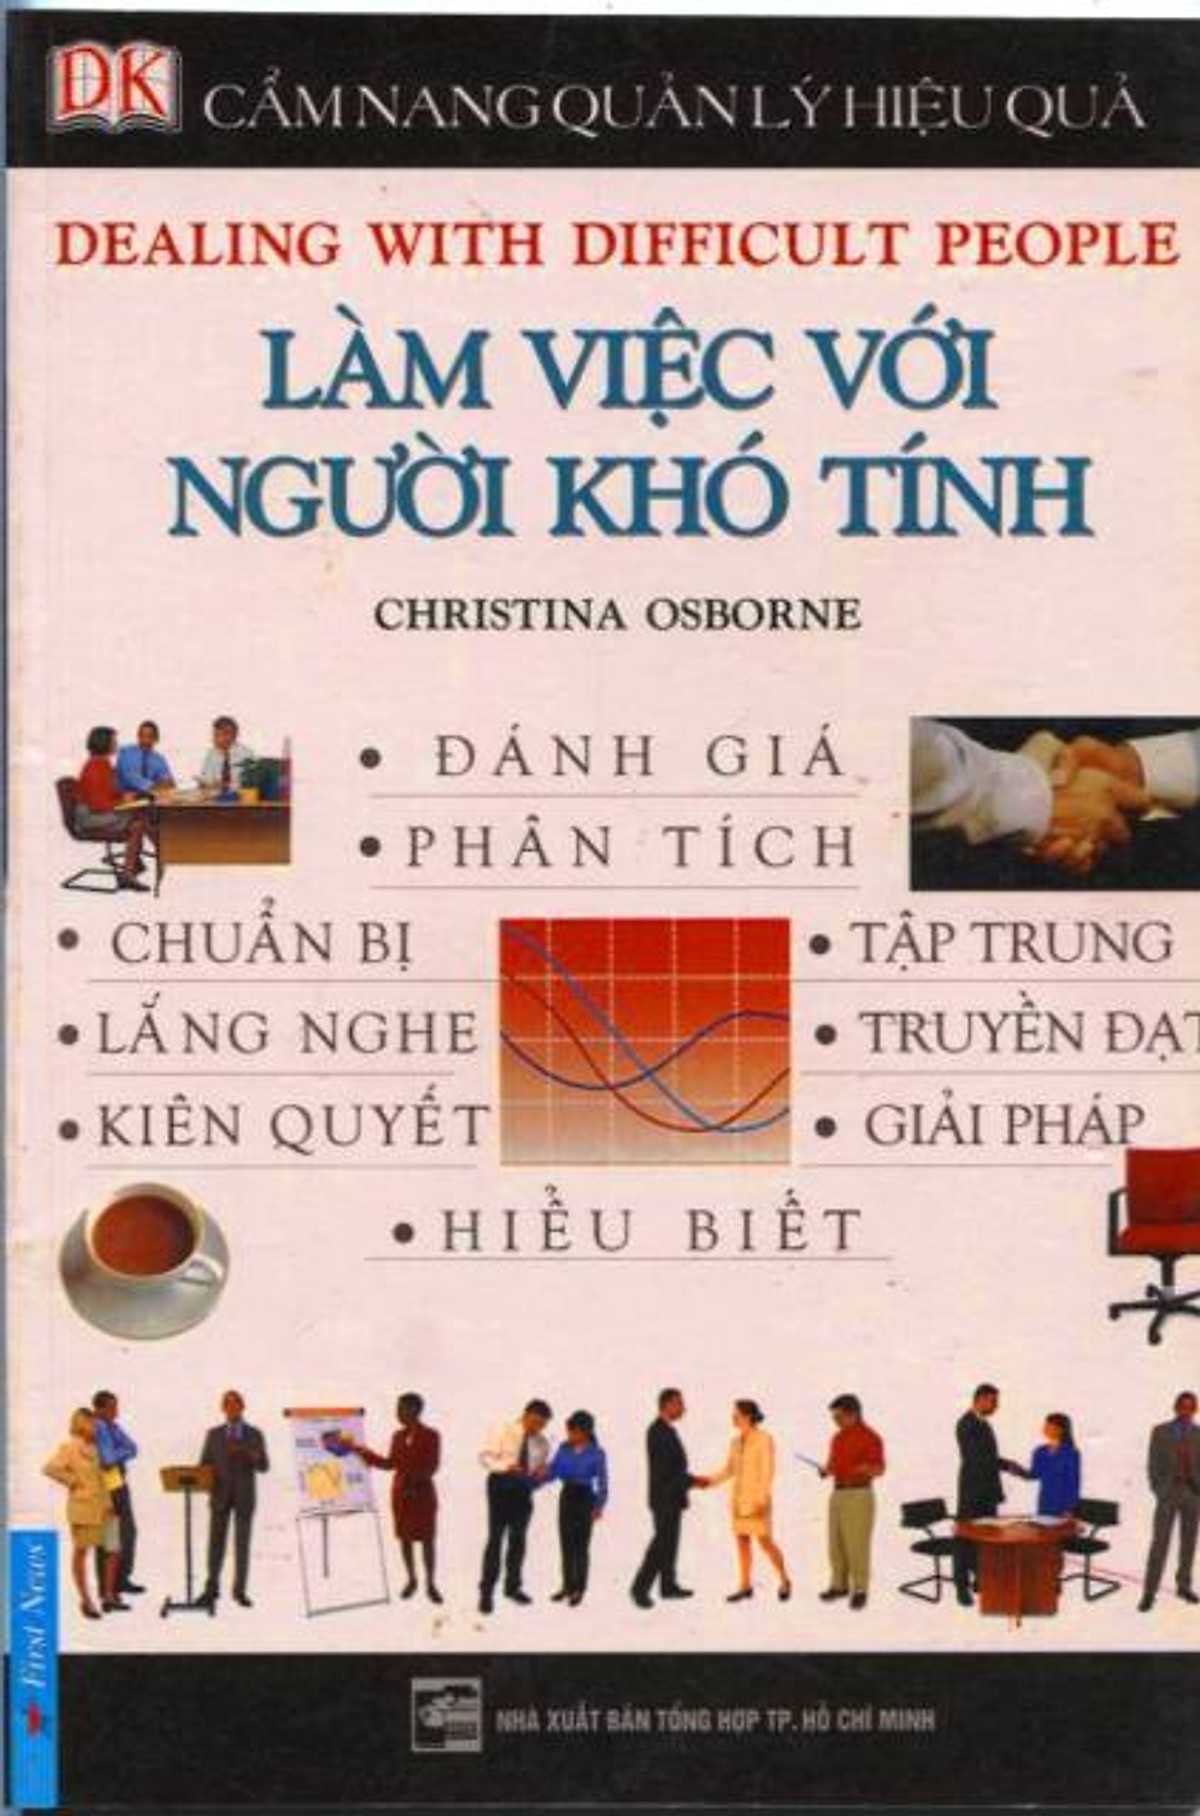 DK CẨM NANG QUẢN LÝ HIỆU QUẢ
DEALING WITH DIFFICULT PEOPLE
LÀM VIỆC VỚI
NGƯỜI KHÓ TÍNH
CHRISTINA OSBORNE
• ĐÁNH GIÁ
• PHÂN TÍCH
• CHUẨN BỊ
• LẮNG NGHE
• KIÊN QUYẾT
• TẬP TRUNG
• TRUYỀN ĐẠT
• GIẢI PHÁP
• HIỂU BIẾT
First News
NHÀ XUẤT BẢN TỔNG HỢP TP. HỒ CHÍ MINH